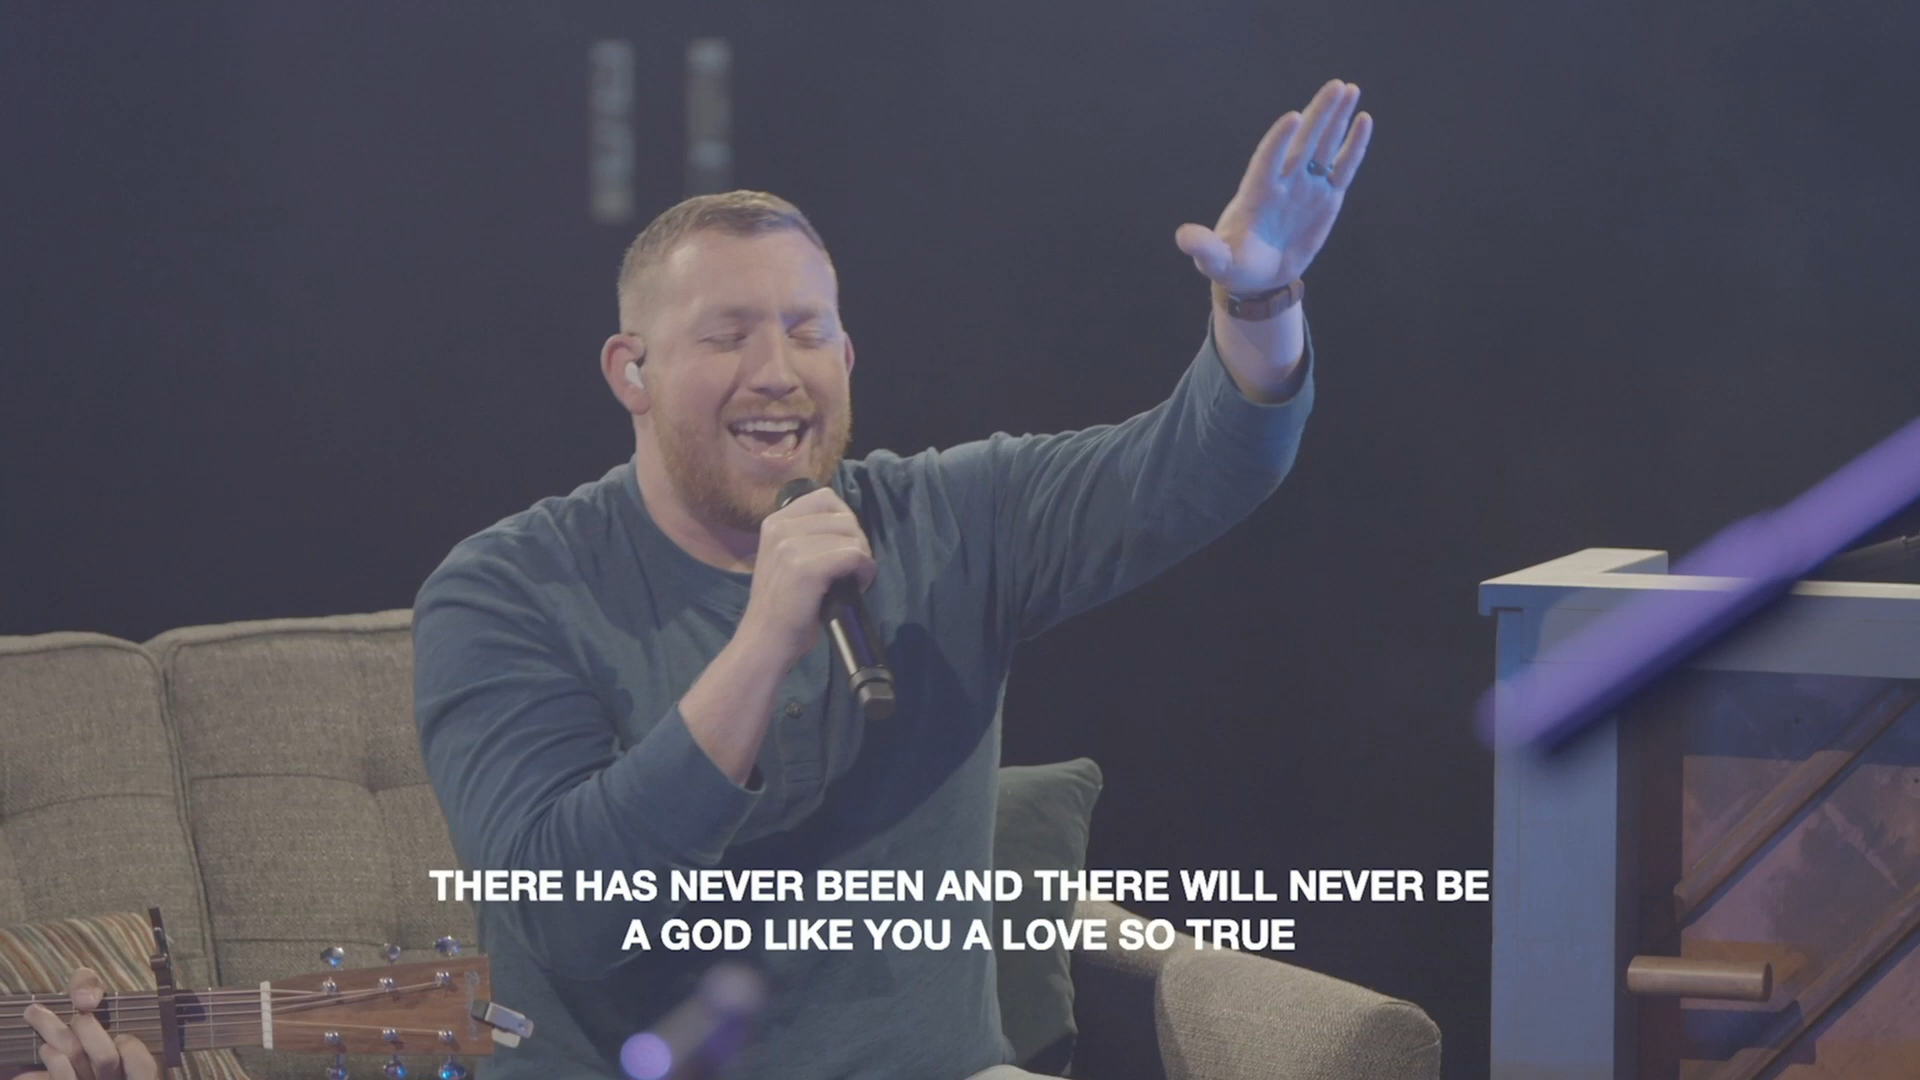 THERE HAS NEVER BEEN AND THERE WILL NEVER BE
A GOD LIKE YOU A LOVE SO TRUE